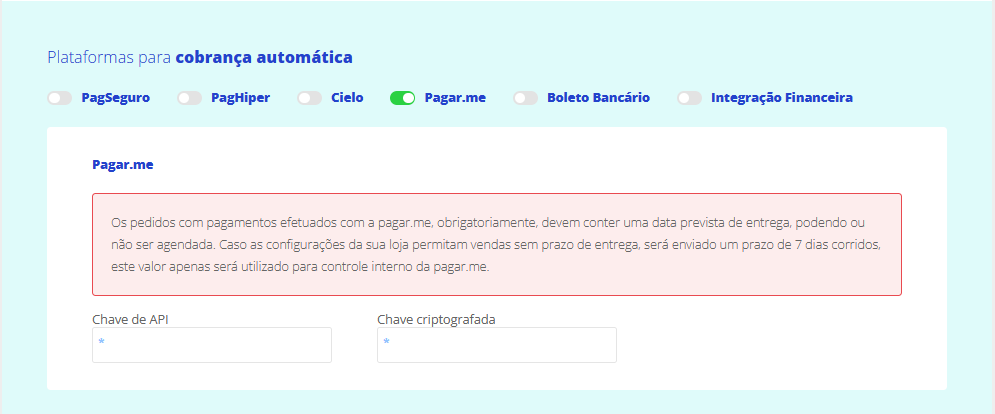 Plataformas para cobrança automática
PagSeguro PagHiper Cielo Pagar.me Boleto Bancário Integração Financeira
Pagar.me
Os pedidos com pagamentos efetuados com a pagar.me, obrigatoriamente, devem conter uma data prevista de entrega, podendo ou
não ser agendada. Caso as configurações da sua loja permitam vendas sem prazo de entrega, será enviado um prazo de 7 dias corridos,
este valor apenas será utilizado para controle interno da pagar.me.
Chave de API Chave criptografada
* *